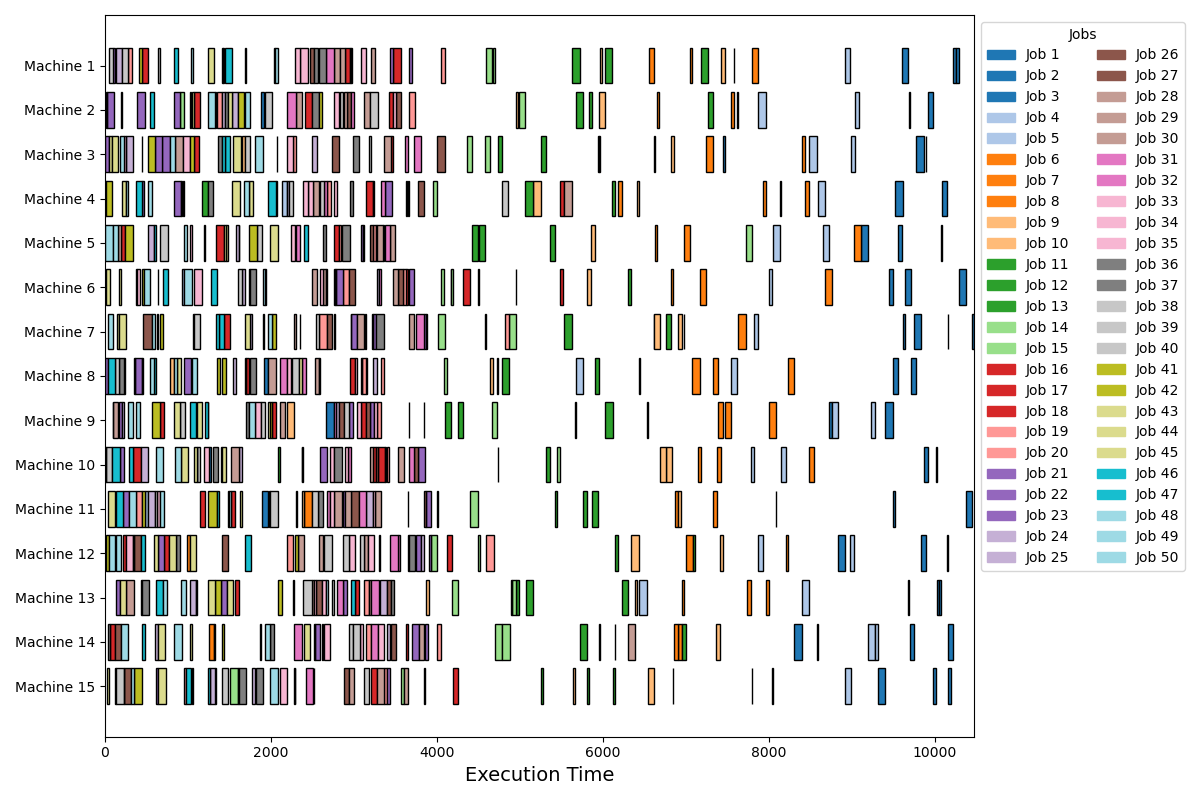 Machine 1
Machine 2
Machine 3
Machine 4
Machine 5
Machine 6
Machine 7
Machine 8
Machine 9
Machine 10
Machine 11
Machine 12
Machine 13
Machine 14
Machine 15
0 2000 4000 6000 8000 10000
Execution Time
Jobs
Job 1
Job 2
Job 3
Job 4
Job 5
Job 6
Job 7
Job 8
Job 9
Job 10
Job 11
Job 12
Job 13
Job 14
Job 15
Job 16
Job 17
Job 18
Job 19
Job 20
Job 21
Job 22
Job 23
Job 24
Job 25
Job 26
Job 27
Job 28
Job 29
Job 30
Job 31
Job 32
Job 33
Job 34
Job 35
Job 36
Job 37
Job 38
Job 39
Job 40
Job 41
Job 42
Job 43
Job 44
Job 45
Job 46
Job 47
Job 48
Job 49
Job 50